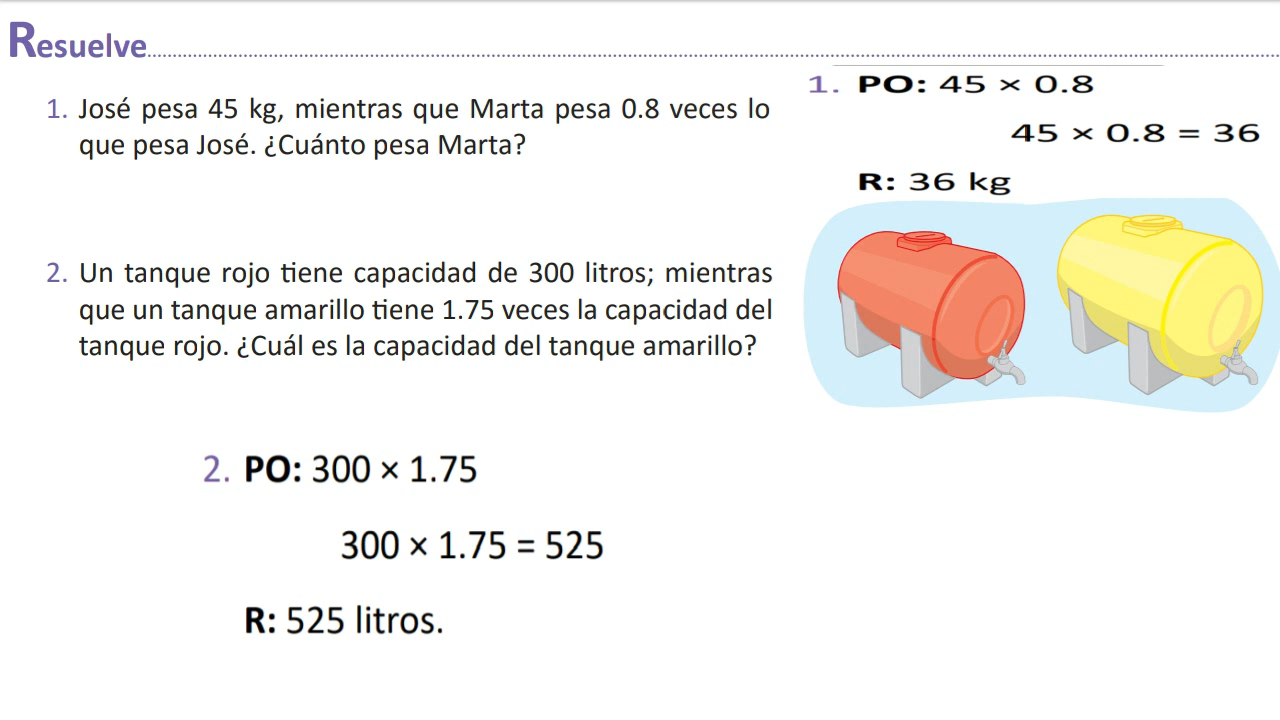 Resuelve
1. José pesa 45 kg, mientras que Marta pesa 0.8 veces lo
que pesa José. ¿Cuánto pesa Marta?
1. PO: 45 × 0.8
45 × 0.8 = 36
R: 36 kg
2. Un tanque rojo tiene capacidad de 300 litros; mientras
que un tanque amarillo tiene 1.75 veces la capacidad del
tanque rojo. ¿Cuál es la capacidad del tanque amarillo?
2. PO: 300 × 1.75
300 × 1.75 = 525
R: 525 litros.